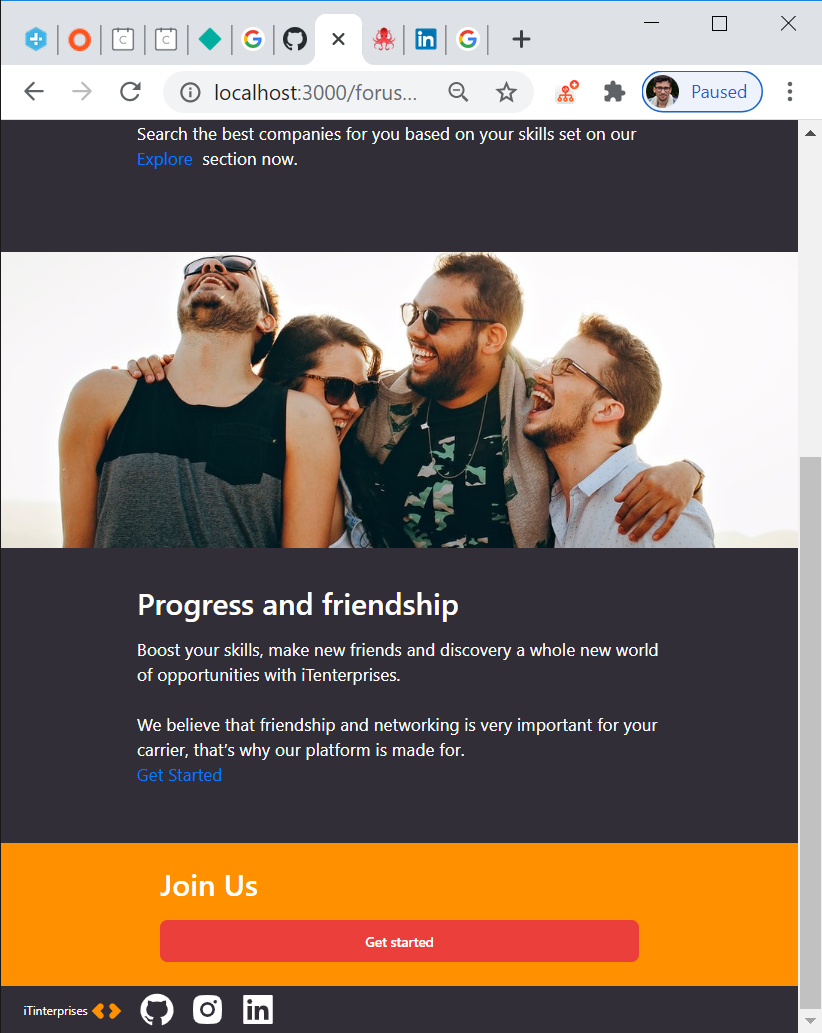 localhost:3000/forus...
Paused
Search the best companies for you based on your skills set on our
Explore section now.
Progress and friendship
Boost your skills, make new friends and discovery a whole new world
of opportunities with iTenterprises.
We believe that friendship and networking is very important for your
carrier, that's why our platform is made for.
Get Started
Join Us
Get started
iTinterprises